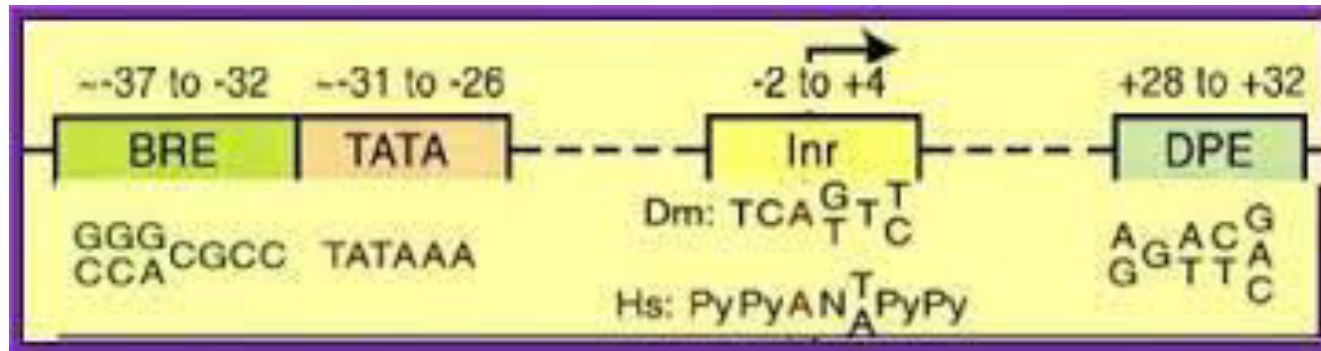 ~-37 to -32 ~-31 to -26 -2 to +4 +28 to +32
BRE TATA Inr DPE
Dm: TCA G/T T T/C
GGG/CCA CGCC TATAAA A/G G A/T C/T G/A/C
Hs: PyPyAN T/A PyPy